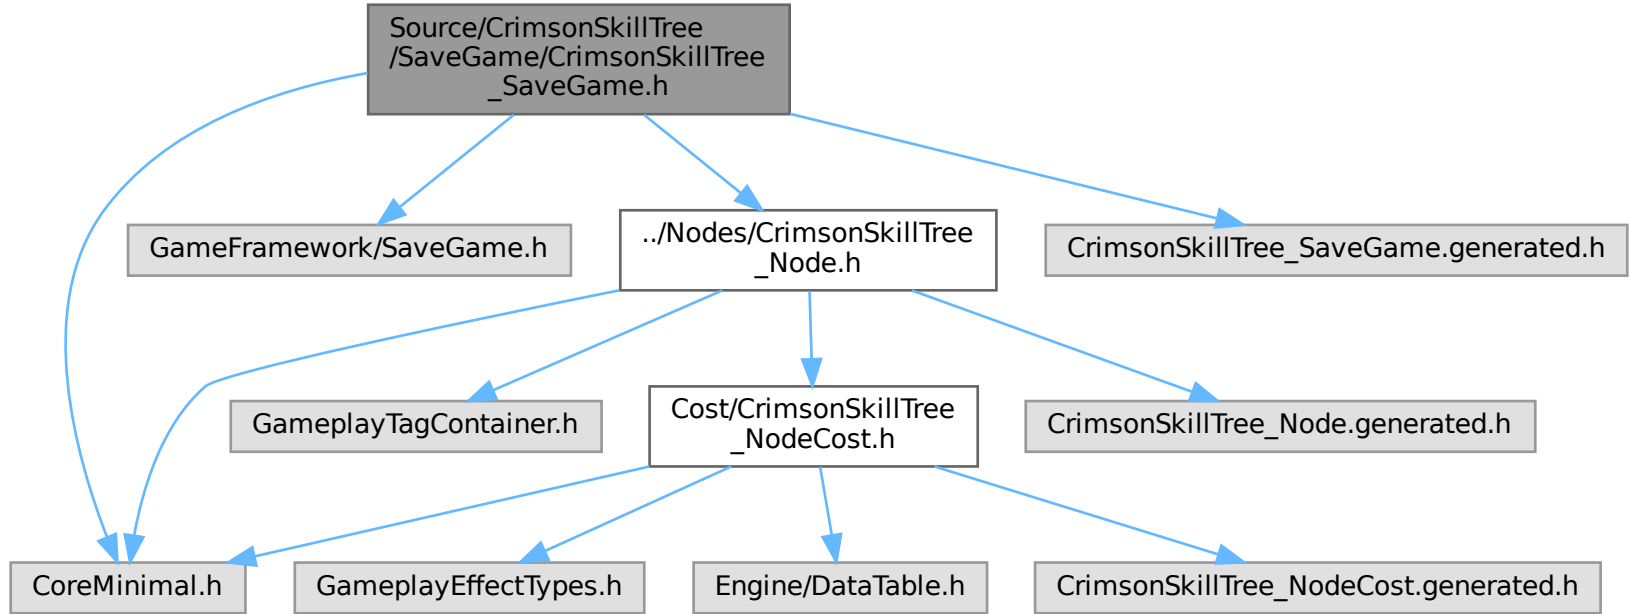 Source/CrimsonSkillTree
/SaveGame/CrimsonSkillTree
_SaveGame.h
GameFramework/SaveGame.h
../Nodes/CrimsonSkillTree
_Node.h
CrimsonSkillTree_SaveGame.generated.h
GameplayTagContainer.h
Cost/CrimsonSkillTree
_NodeCost.h
CrimsonSkillTree_Node.generated.h
CoreMinimal.h
GameplayEffectTypes.h
Engine/DataTable.h
CrimsonSkillTree_NodeCost.generated.h